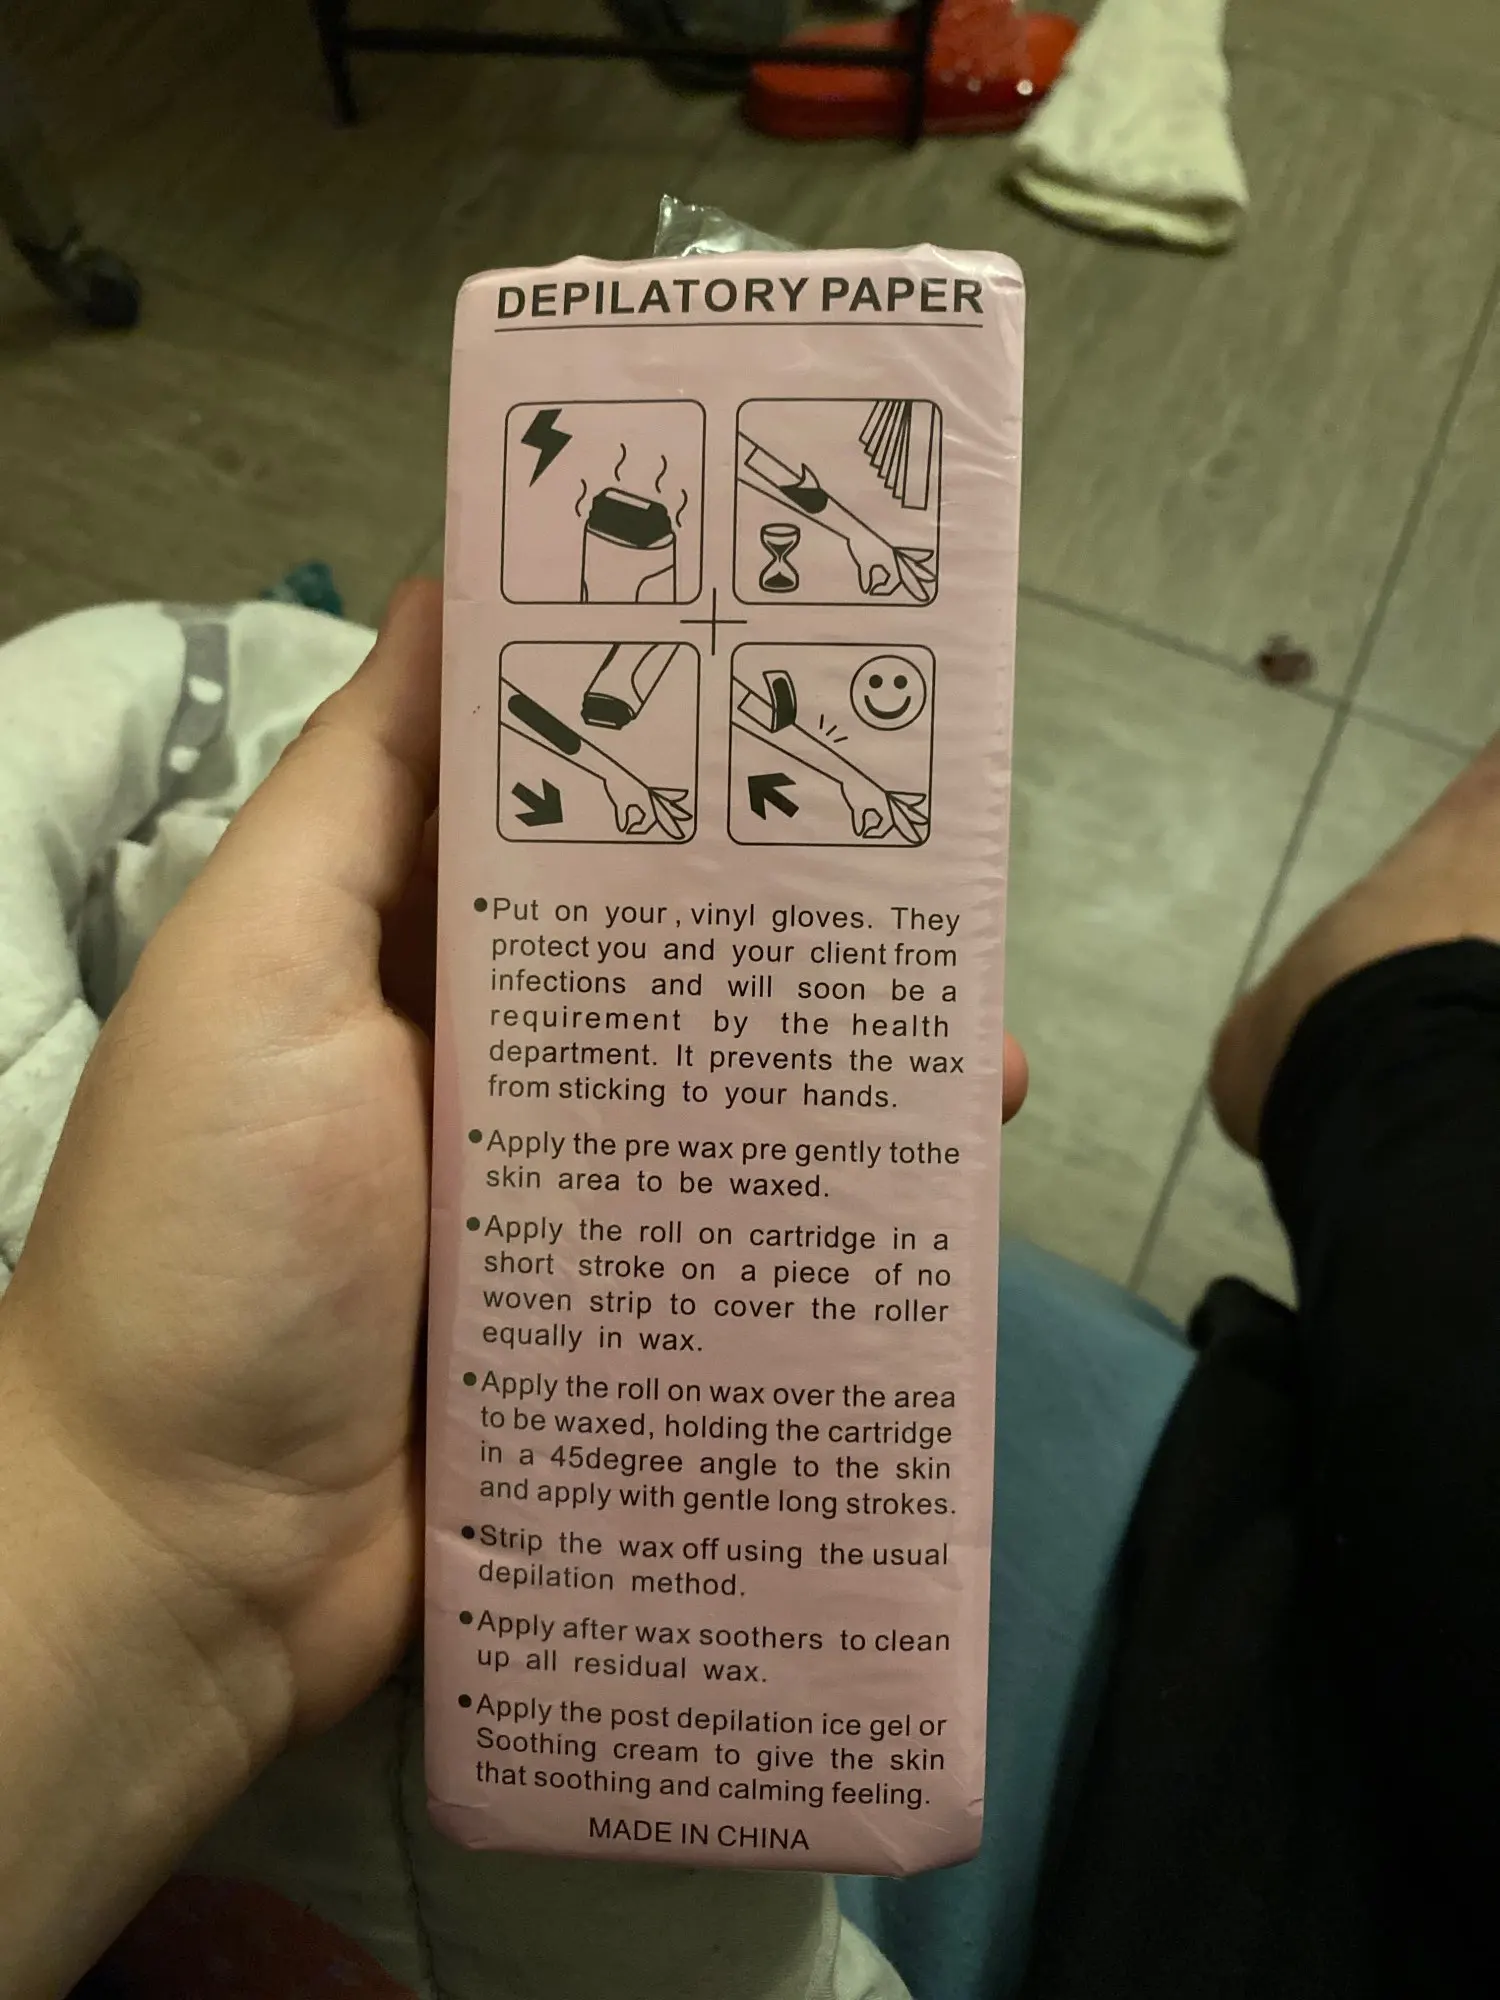 DEPILATORY PAPER
•Put on your, vinyl gloves. They
protect you and your client from
infections and will soon be a
requirement by the health
department. It prevents the wax
from sticking to your hands.
•Apply the pre wax pre gently tothe
skin area to be waxed.
•Apply the roll on cartridge in a
short stroke on a piece of no
woven strip to cover the roller
equally in wax.
•Apply the roll on wax over the area
to be waxed, holding the cartridge
in a 45degree angle to the skin
and apply with gentle long strokes.
•Strip the wax off using the usual
depilation method.
•Apply after wax soothers to clean
up all residual wax.
•Apply the post depilation ice gel or
Soothing cream to give the skin
that soothing and calming feeling.
MADE IN CHINA